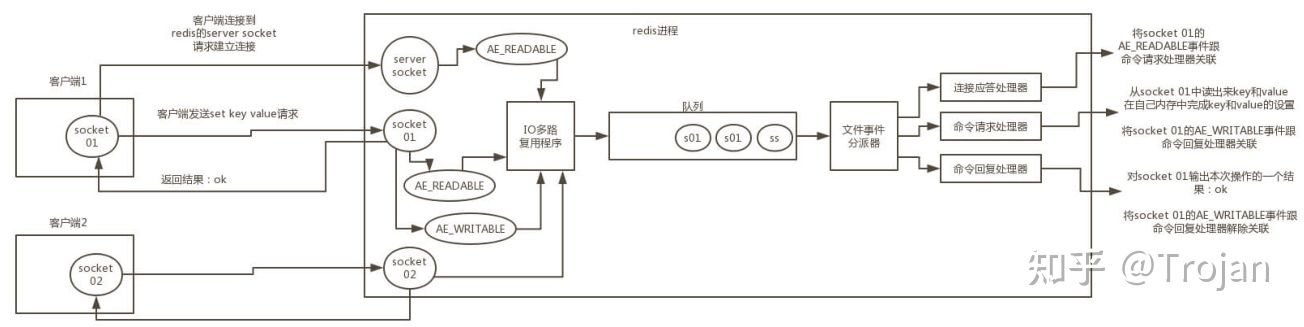 客户端连接到
redis的server socket
请求建立连接
redis进程
客户端1
socket
01
server
socket
AE_READABLE
客户端发送set key value请求
socket
01
返回结果：ok
AE_READABLE
AE_WRITABLE
客户端2
socket
02
socket
02
IO多路
复用程序
队列
s01
s01
ss
文件事件
分派器
连接应答处理器
命令请求处理器
命令回复处理器
将socket 01的
AE_READABLE事件跟
命令请求处理器关联
从socket 01中读出来key和value
在自己内存中完成key和value的设置
将socket 01的AE_WRITABLE事件跟
命令回复处理器关联
对socket 01输出本次操作的一个结
果：ok
将socket 01的AE_WRITABLE事件跟
命令回复处理器解除关联
知乎 @Trojan